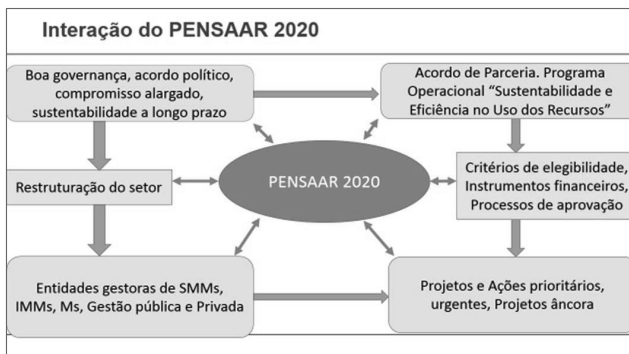 Interação do PENSAAR 2020
Boa governança, acordo político,
compromisso alargado,
sustentabilidade a longo prazo
Acordo de Parceria. Programa
Operacional “Sustentabilidade e
Eficiência no Uso dos Recursos”
Restruturação do setor
PENSAAR 2020
Critérios de elegibilidade,
Instrumentos financeiros,
Processos de aprovação
Entidades gestoras de SMMs,
IMMs, Ms, Gestão pública e Privada
Projetos e Ações prioritários,
urgentes, Projetos âncora